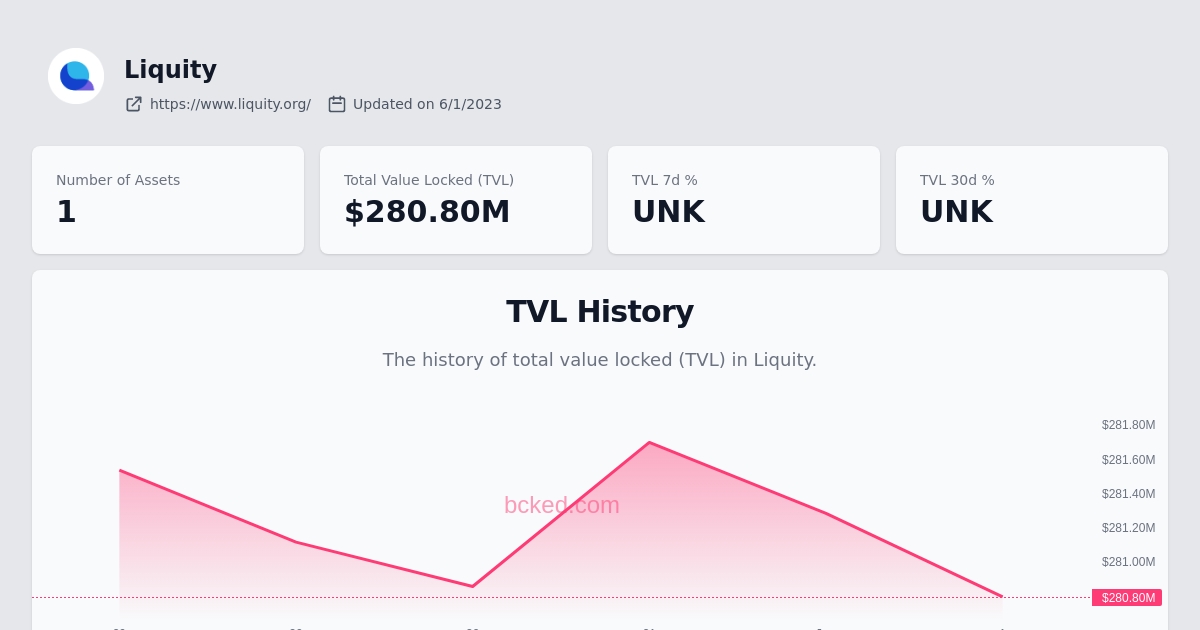 Liquity
https://www.liquity.org/ Updated on 6/1/2023
Number of Assets
1
Total Value Locked (TVL)
$280.80M
TVL 7d %
UNK
TVL 30d %
UNK
TVL History
The history of total value locked (TVL) in Liquity.
bcked.com
$281.80M
$281.60M
$281.40M
$281.20M
$281.00M
$280.80M